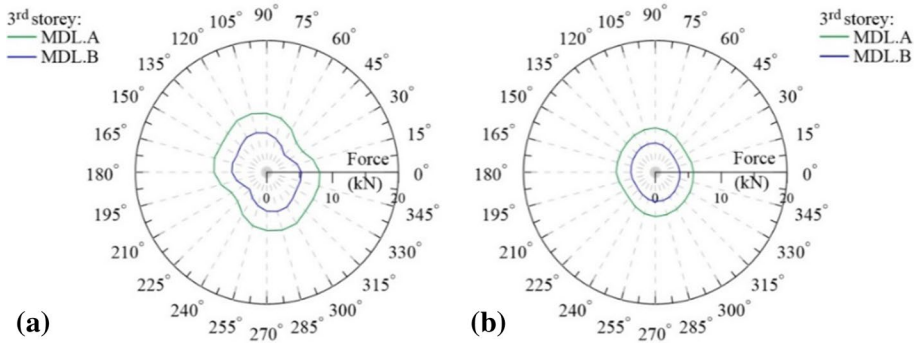 3rd storey:
MDL.A
MDL.B
90°
105° 75°
120° 60°
135° 45°
150° 30°
165° 15°
180° 0°
195° 345°
210° 330°
225° 315°
240° 300°
255° 285°
270°
Force
(kN)
0 10 20
(a)
3rd storey:
MDL.A
MDL.B
90°
105° 75°
120° 60°
135° 45°
150° 30°
165° 15°
180° 0°
195° 345°
210° 330°
225° 315°
240° 300°
255° 285°
270°
Force
(kN)
0 10 20
(b)